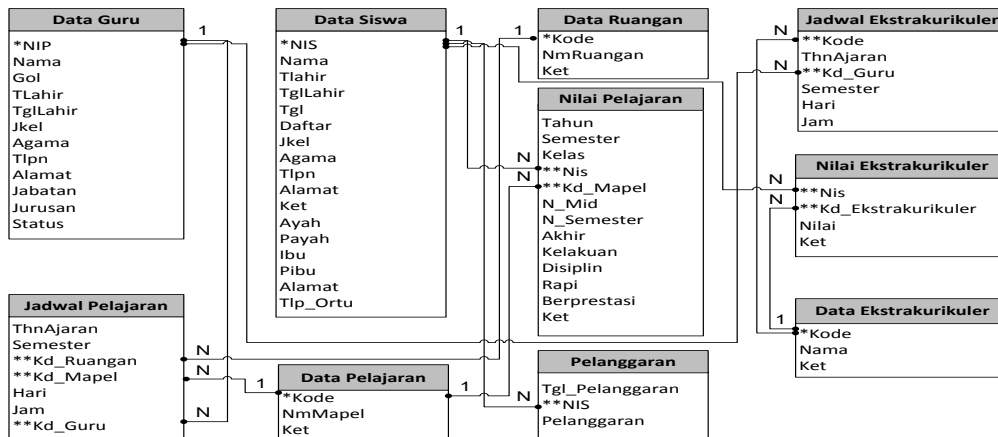 Data Guru
*NIP
Nama
Gol
TLahir
TglLahir
Jkel
Agama
Tlpn
Alamat
Jabatan
Jurusan
Status
1
Data Siswa
*NIS
Nama
Tlahir
TglLahir
Tgl
Daftar
Jkel
Agama
Tlpn
Alamat
Ket
Ayah
Payah
Ibu
Pibu
Alamat
Tlp_Ortu
1
Data Ruangan
*Kode
NmRuangan
Ket
1
Nilai Pelajaran
Tahun
Semester
Kelas
**Nis
**Kd_Mapel
N_Mid
N_Semester
Akhir
Kelakuan
Disiplin
Rapi
Berprestasi
Ket
N
N
Jadwal Ekstrakurikuler
**Kode
ThnAjaran
**Kd_Guru
Semester
Hari
Jam
N
N
Nilai Ekstrakurikuler
**Nis
**Kd_Ekstrakurikuler
Nilai
Ket
N
N
Data Ekstrakurikuler
*Kode
Nama
Ket
1
Jadwal Pelajaran
ThnAjaran
Semester
**Kd_Ruangan
**Kd_Mapel
Hari
Jam
**Kd_Guru
N
N
N
Data Pelajaran
*Kode
NmMapel
Ket
1
1
Pelanggaran
Tgl_Pelanggaran
**NIS
Pelanggaran
N